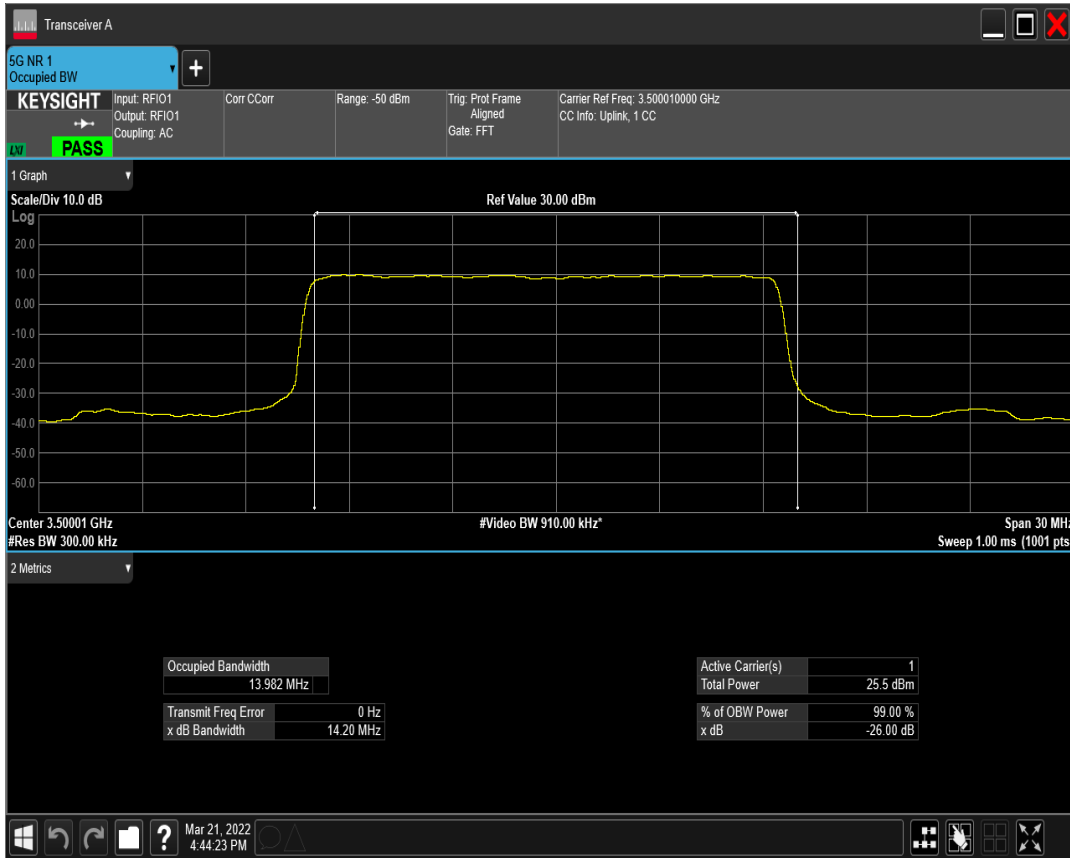 Transceiver A
5G NR 1
Occupied BW
KEYSIGHT
LXI
PASS
Input: RFIO1
Output: RFIO1
Coupling: AC
Corr CCorr
Range: -50 dBm
Trig: Prot Frame
Aligned
Gate: FFT
Carrier Ref Freq: 3.500010000 GHz
CC Info: Uplink, 1 CC
1 Graph
Scale/Div 10.0 dB
Ref Value 30.00 dBm
Log
20.0
10.0
0.00
-10.0
-20.0
-30.0
-40.0
-50.0
-60.0
Center 3.50001 GHz
#Video BW 910.00 kHz*
Span 30 MHz
#Res BW 300.00 kHz
Sweep 1.00 ms (1001 pts
2 Metrics
Occupied Bandwidth
13.982 MHz
Transmit Freq Error 0 Hz
x dB Bandwidth 14.20 MHz
Active Carrier(s) 1
Total Power 25.5 dBm
% of OBW Power 99.00 %
x dB -26.00 dB
?
Mar 21, 2022
4:44:23 PM